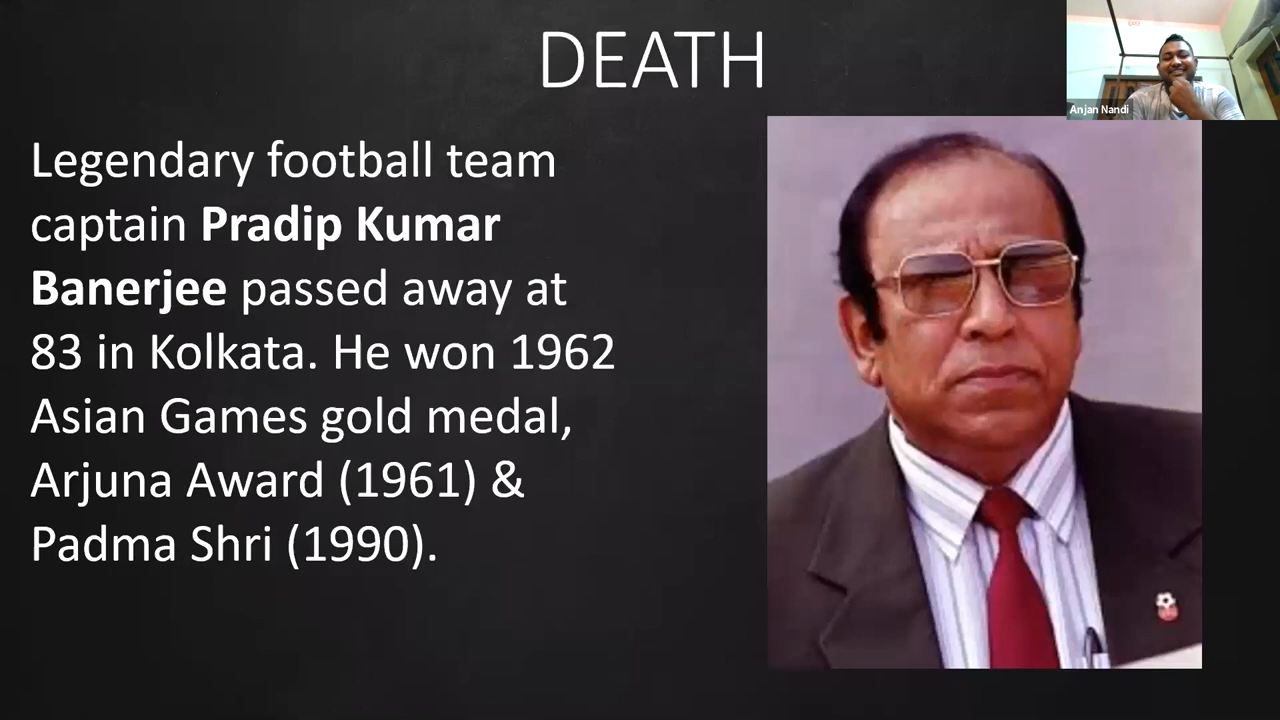 DEATH
Anjan Nandi
Legendary football team
captain Pradip Kumar
Banerjee passed away at
83 in Kolkata. He won 1962
Asian Games gold medal,
Arjuna Award (1961) &
Padma Shri (1990).